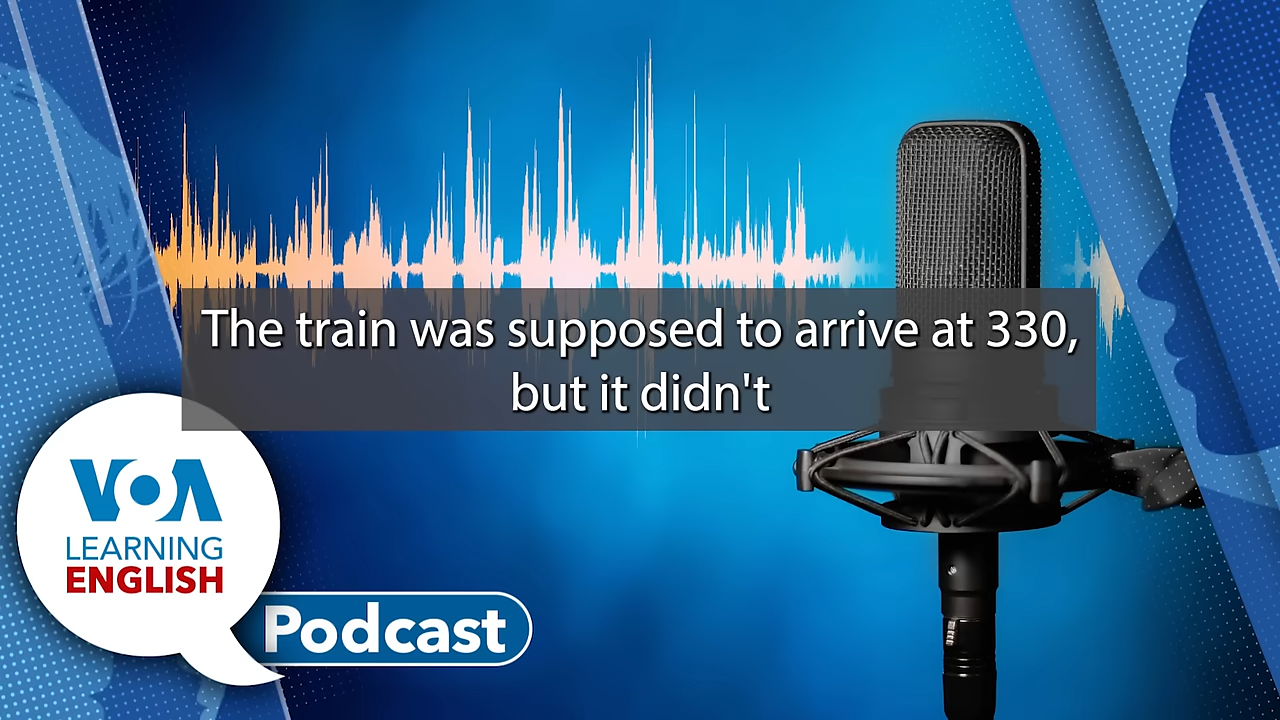 The train was supposed to arrive at 330,
but it didn't
VOA
LEARNING
ENGLISH
Podcast